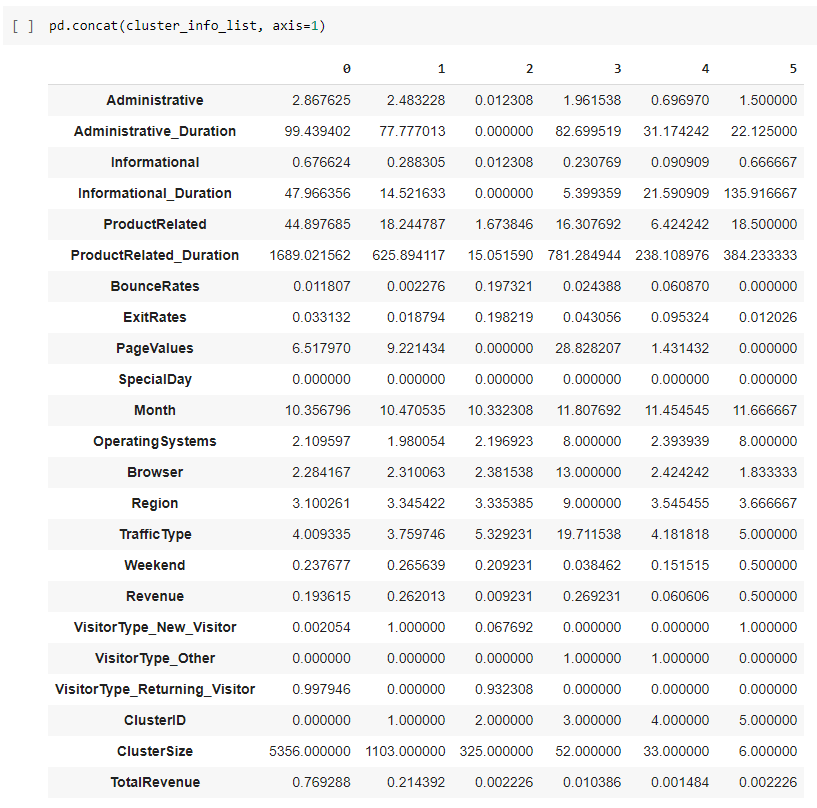 [ ] pd.concat(cluster_info_list, axis=1)
0 1 2 3 4 5
Administrative 2.867625 2.483228 0.012308 1.961538 0.696970 1.500000
Administrative_Duration 99.439402 77.777013 0.000000 82.699519 31.174242 22.125000
Informational 0.676624 0.288305 0.012308 0.230769 0.090909 0.666667
Informational_Duration 47.966356 14.521633 0.000000 5.399359 21.590909 135.916667
ProductRelated 44.897685 18.244787 1.673846 16.307692 6.424242 18.500000
ProductRelated_Duration 1689.021562 625.894117 15.051590 781.284944 238.108976 384.233333
BounceRates 0.011807 0.002276 0.197321 0.024388 0.060870 0.000000
ExitRates 0.033132 0.018794 0.198219 0.043056 0.095324 0.012026
PageValues 6.517970 9.221434 0.000000 28.828207 1.431432 0.000000
SpecialDay 0.000000 0.000000 0.000000 0.000000 0.000000 0.000000
Month 10.356796 10.470535 10.332308 11.807692 11.454545 11.666667
OperatingSystems 2.109597 1.980054 2.196923 8.000000 2.393939 8.000000
Browser 2.284167 2.310063 2.381538 13.000000 2.424242 1.833333
Region 3.100261 3.345422 3.335385 9.000000 3.545455 3.666667
TrafficType 4.009335 3.759746 5.329231 19.711538 4.181818 5.000000
Weekend 0.237677 0.265639 0.209231 0.038462 0.151515 0.500000
Revenue 0.193615 0.262013 0.009231 0.269231 0.060606 0.500000
VisitorType_New_Visitor 0.002054 1.000000 0.067692 0.000000 0.000000 1.000000
VisitorType_Other 0.000000 0.000000 0.000000 1.000000 1.000000 0.000000
VisitorType_Returning_Visitor 0.997946 0.000000 0.932308 0.000000 0.000000 0.000000
ClusterID 0.000000 1.000000 2.000000 3.000000 4.000000 5.000000
ClusterSize 5356.000000 1103.000000 325.000000 52.000000 33.000000 6.000000
TotalRevenue 0.769288 0.214392 0.002226 0.010386 0.001484 0.002226